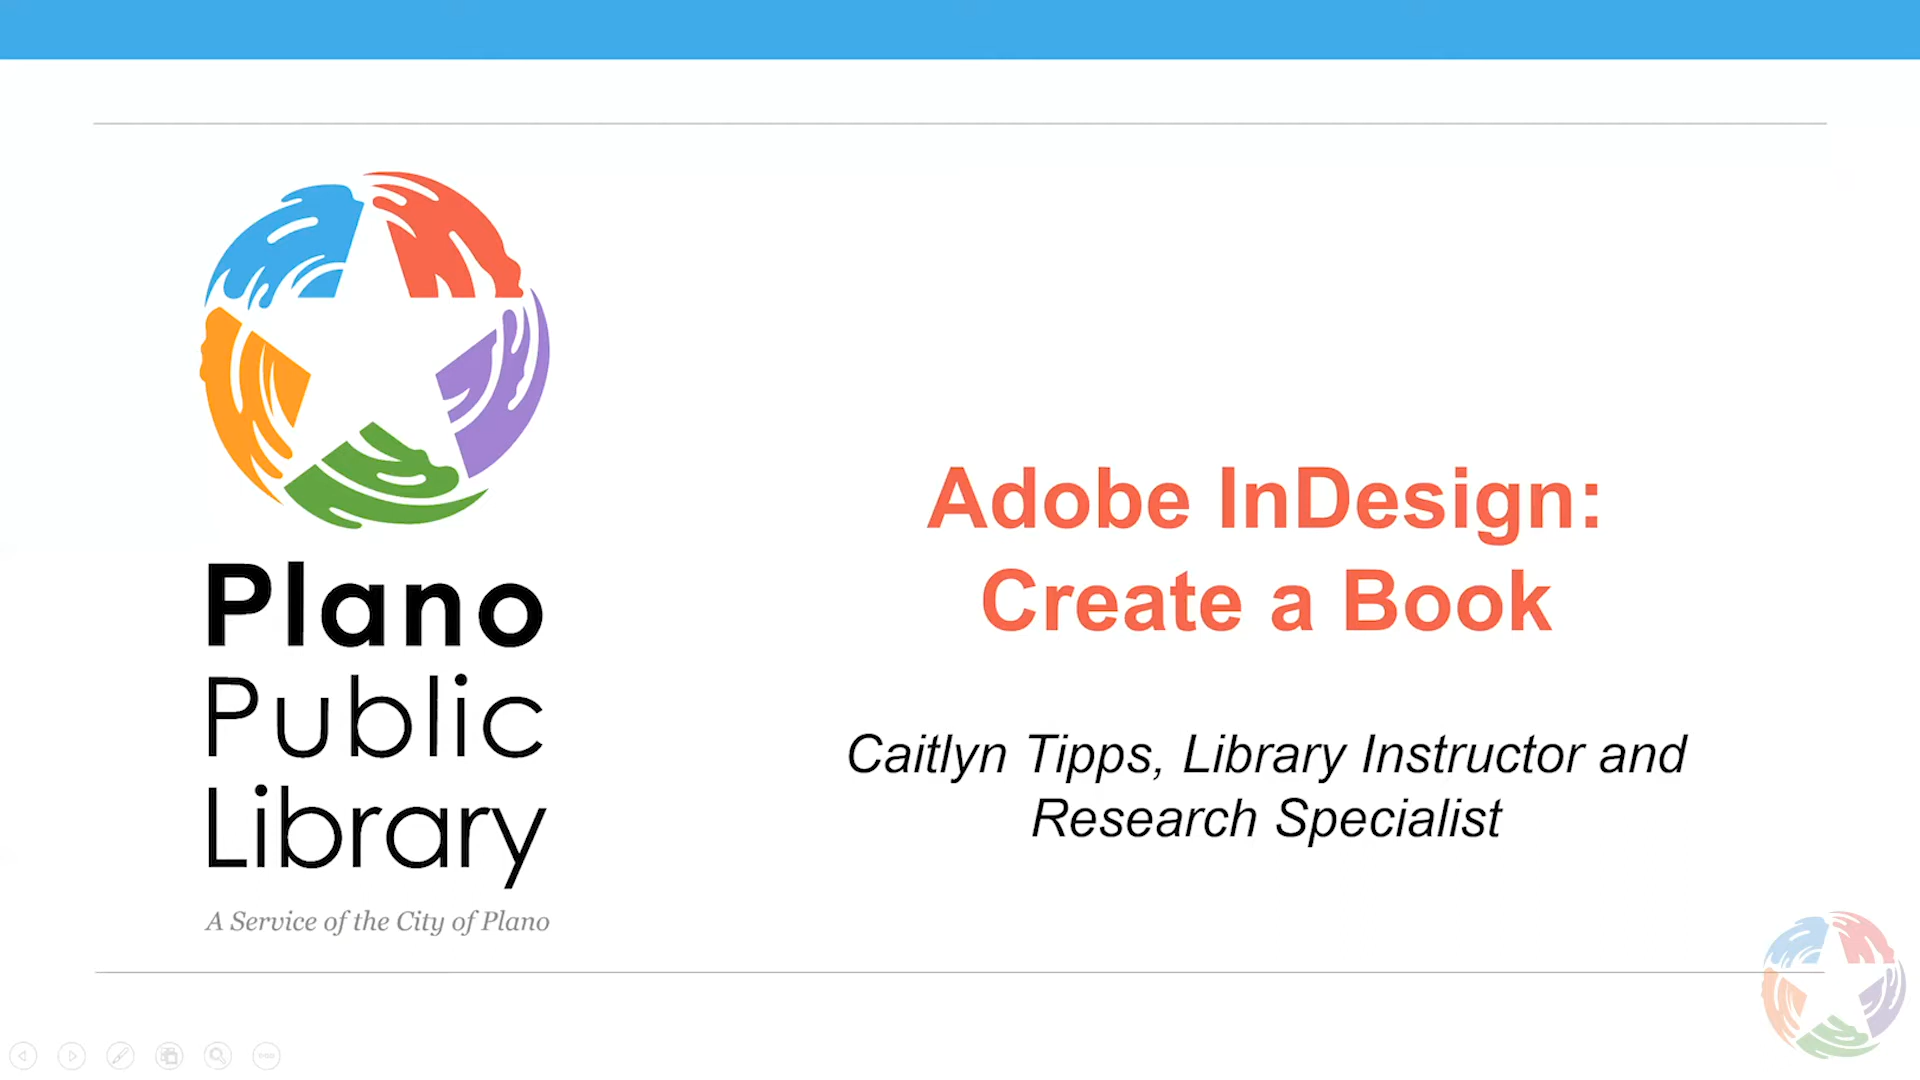 Plano
Public
Library
A Service of the City of Plano
Adobe InDesign:
Create a Book
Caitlyn Tipps, Library Instructor and
Research Specialist